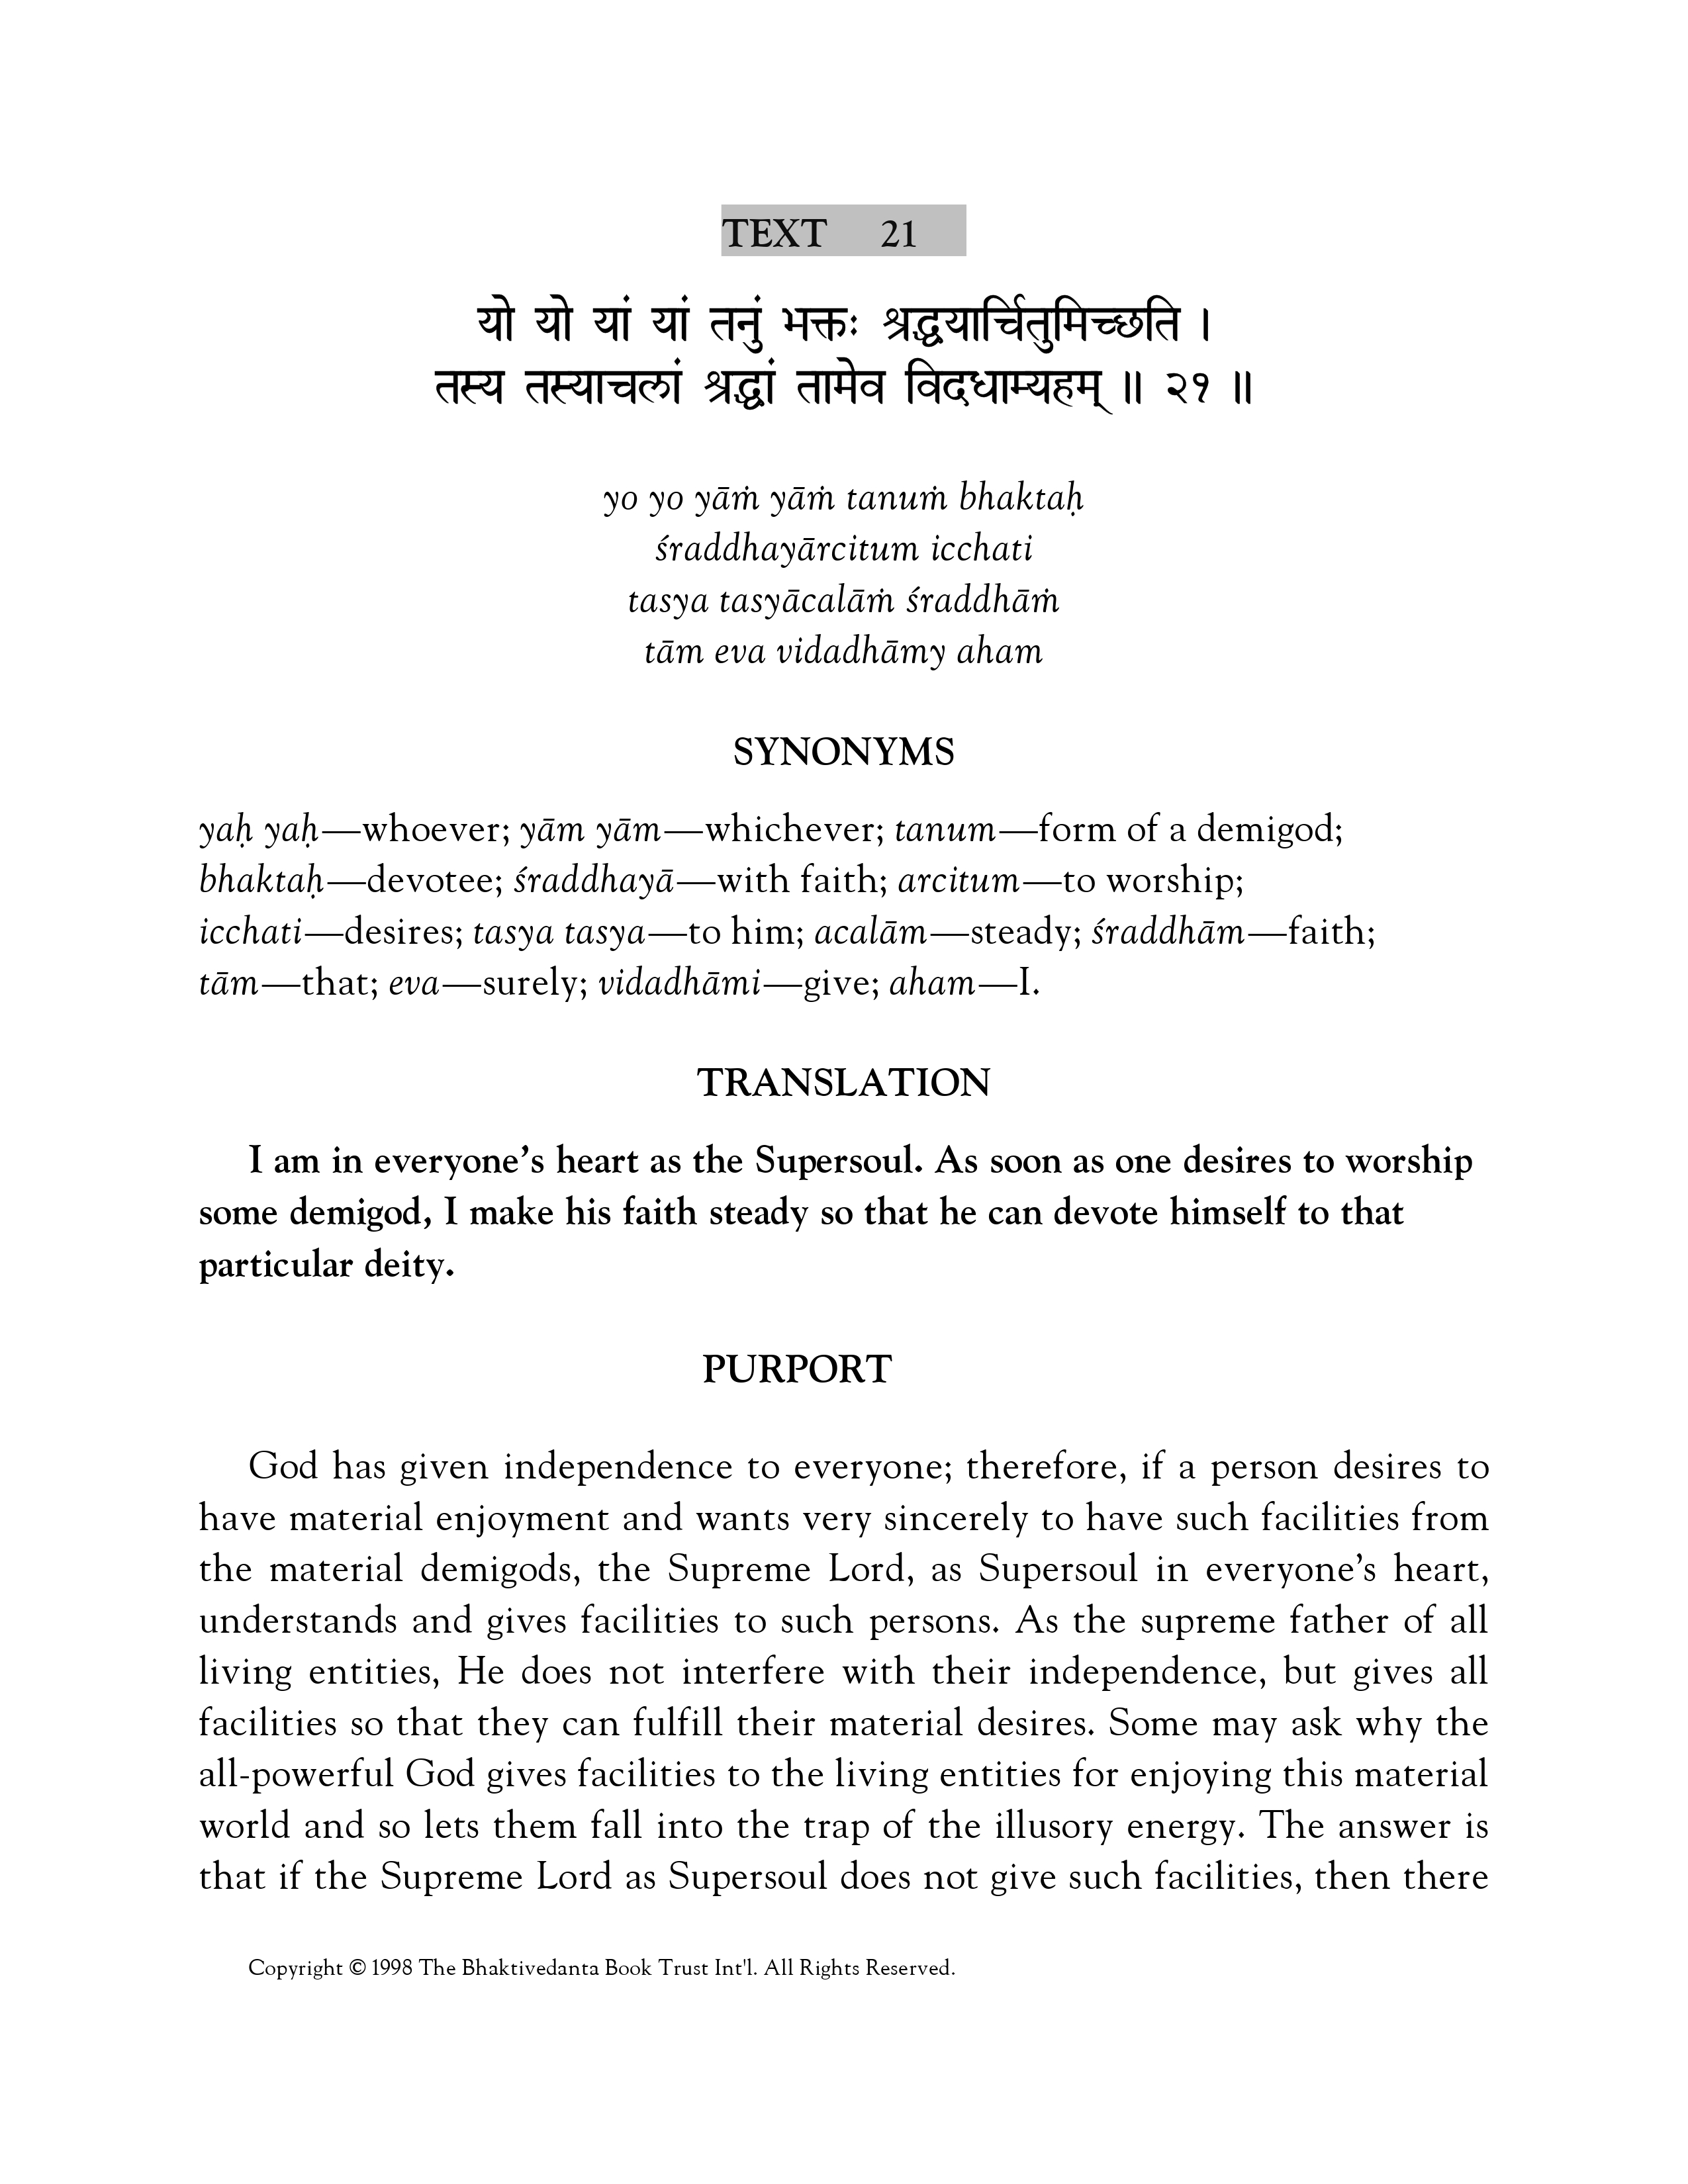 TEXT 21
यो यो यां यां तनुं भक्तः श्रद्धयार्चितुमिच्छति ।
तस्य तस्याचलां श्रद्धां तामेव विदधाम्यहम् ॥ २१ ॥
yo yo yāṁ yāṁ tanuṁ bhaktaḥ
śraddhayārcitum icchati
tasya tasyācalāṁ śraddhāṁ
tām eva vidadhāmy aham
SYNONYMS
yaḥ yaḥ—whoever; yām yām—whichever; tanum—form of a demigod;
bhaktaḥ—devotee; śraddhayā—with faith; arcitum—to worship;
icchati—desires; tasya tasya—to him; acalām—steady; śraddhām—faith;
tām—that; eva—surely; vidadhāmi—give; aham—I.
TRANSLATION
I am in everyone’s heart as the Supersoul. As soon as one desires to worship
some demigod, I make his faith steady so that he can devote himself to that
particular deity.
PURPORT
God has given independence to everyone; therefore, if a person desires to
have material enjoyment and wants very sincerely to have such facilities from
the material demigods, the Supreme Lord, as Supersoul in everyone’s heart,
understands and gives facilities to such persons. As the supreme father of all
living entities, He does not interfere with their independence, but gives all
facilities so that they can fulfill their material desires. Some may ask why the
all-powerful God gives facilities to the living entities for enjoying this material
world and so lets them fall into the trap of the illusory energy. The answer is
that if the Supreme Lord as Supersoul does not give such facilities, then there
Copyright © 1998 The Bhaktivedanta Book Trust Int'l. All Rights Reserved.